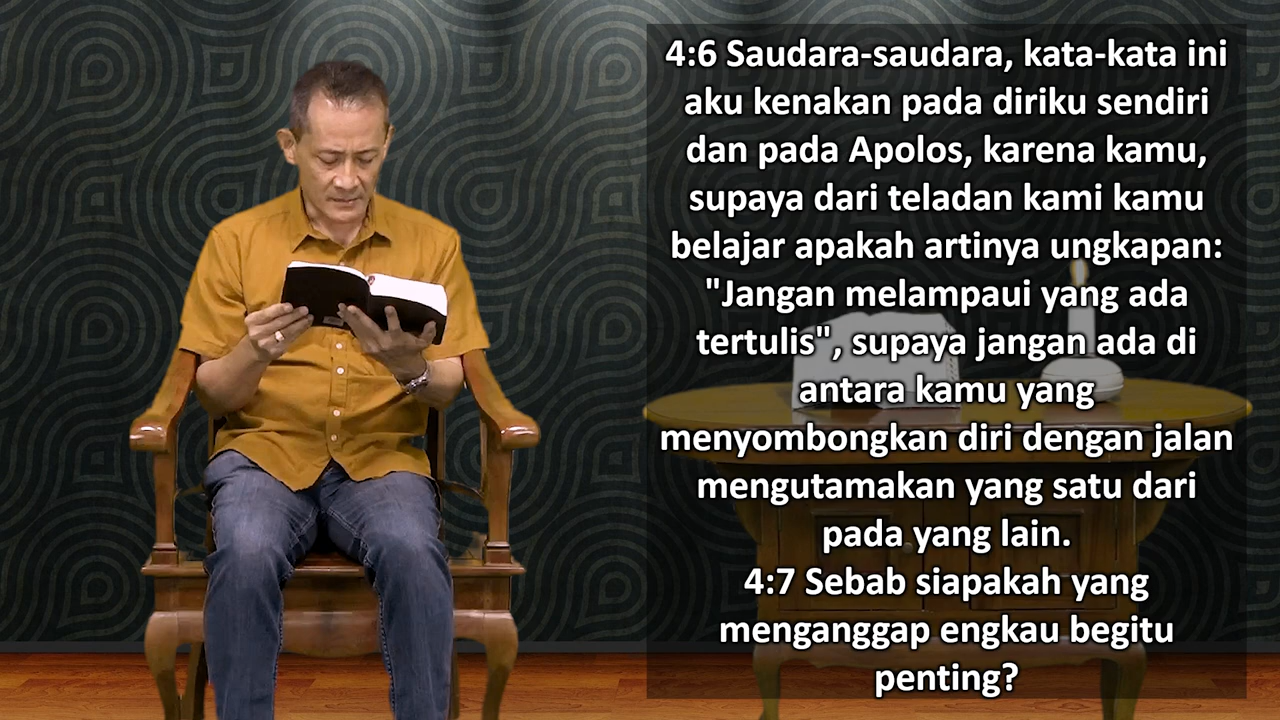 4:6 Saudara-saudara, kata-kata ini
aku kenakan pada diriku sendiri
dan pada Apolos, karena kamu,
supaya dari teladan kami kamu
belajar apakah artinya ungkapan:
"Jangan melampaui yang ada
tertulis", supaya jangan ada di
antara kamu yang
menyombongkan diri dengan jalan
mengutamakan yang satu dari
pada yang lain.
4:7 Sebab siapakah yang
menganggap engkau begitu
penting?